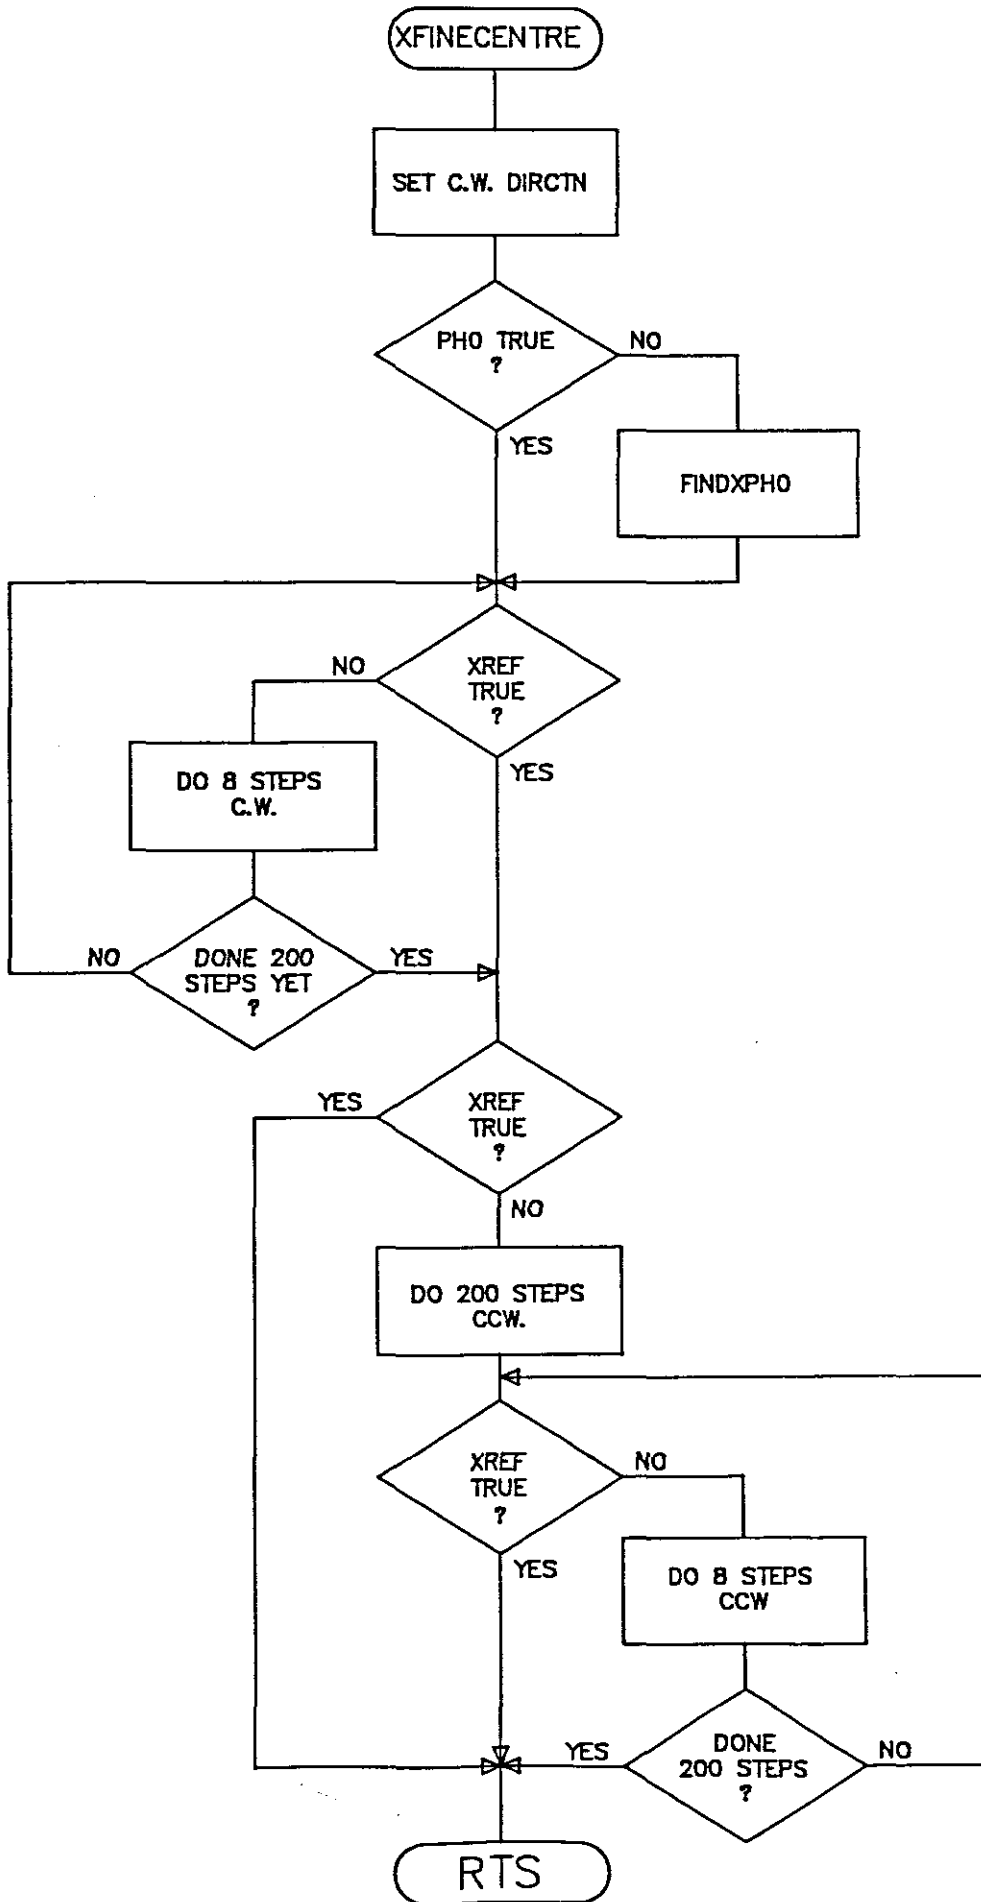 XFINECENTRE
SET C.W. DIRCTN
PH0 TRUE
?
NO
YES
FINDXPH0
XREF
TRUE
?
NO
YES
DO 8 STEPS
C.W.
DONE 200
STEPS YET
?
NO
YES
XREF
TRUE
?
YES
NO
DO 200 STEPS
CCW.
XREF
TRUE
?
NO
YES
DO 8 STEPS
CCW
DONE
200 STEPS
?
YES
NO
RTS